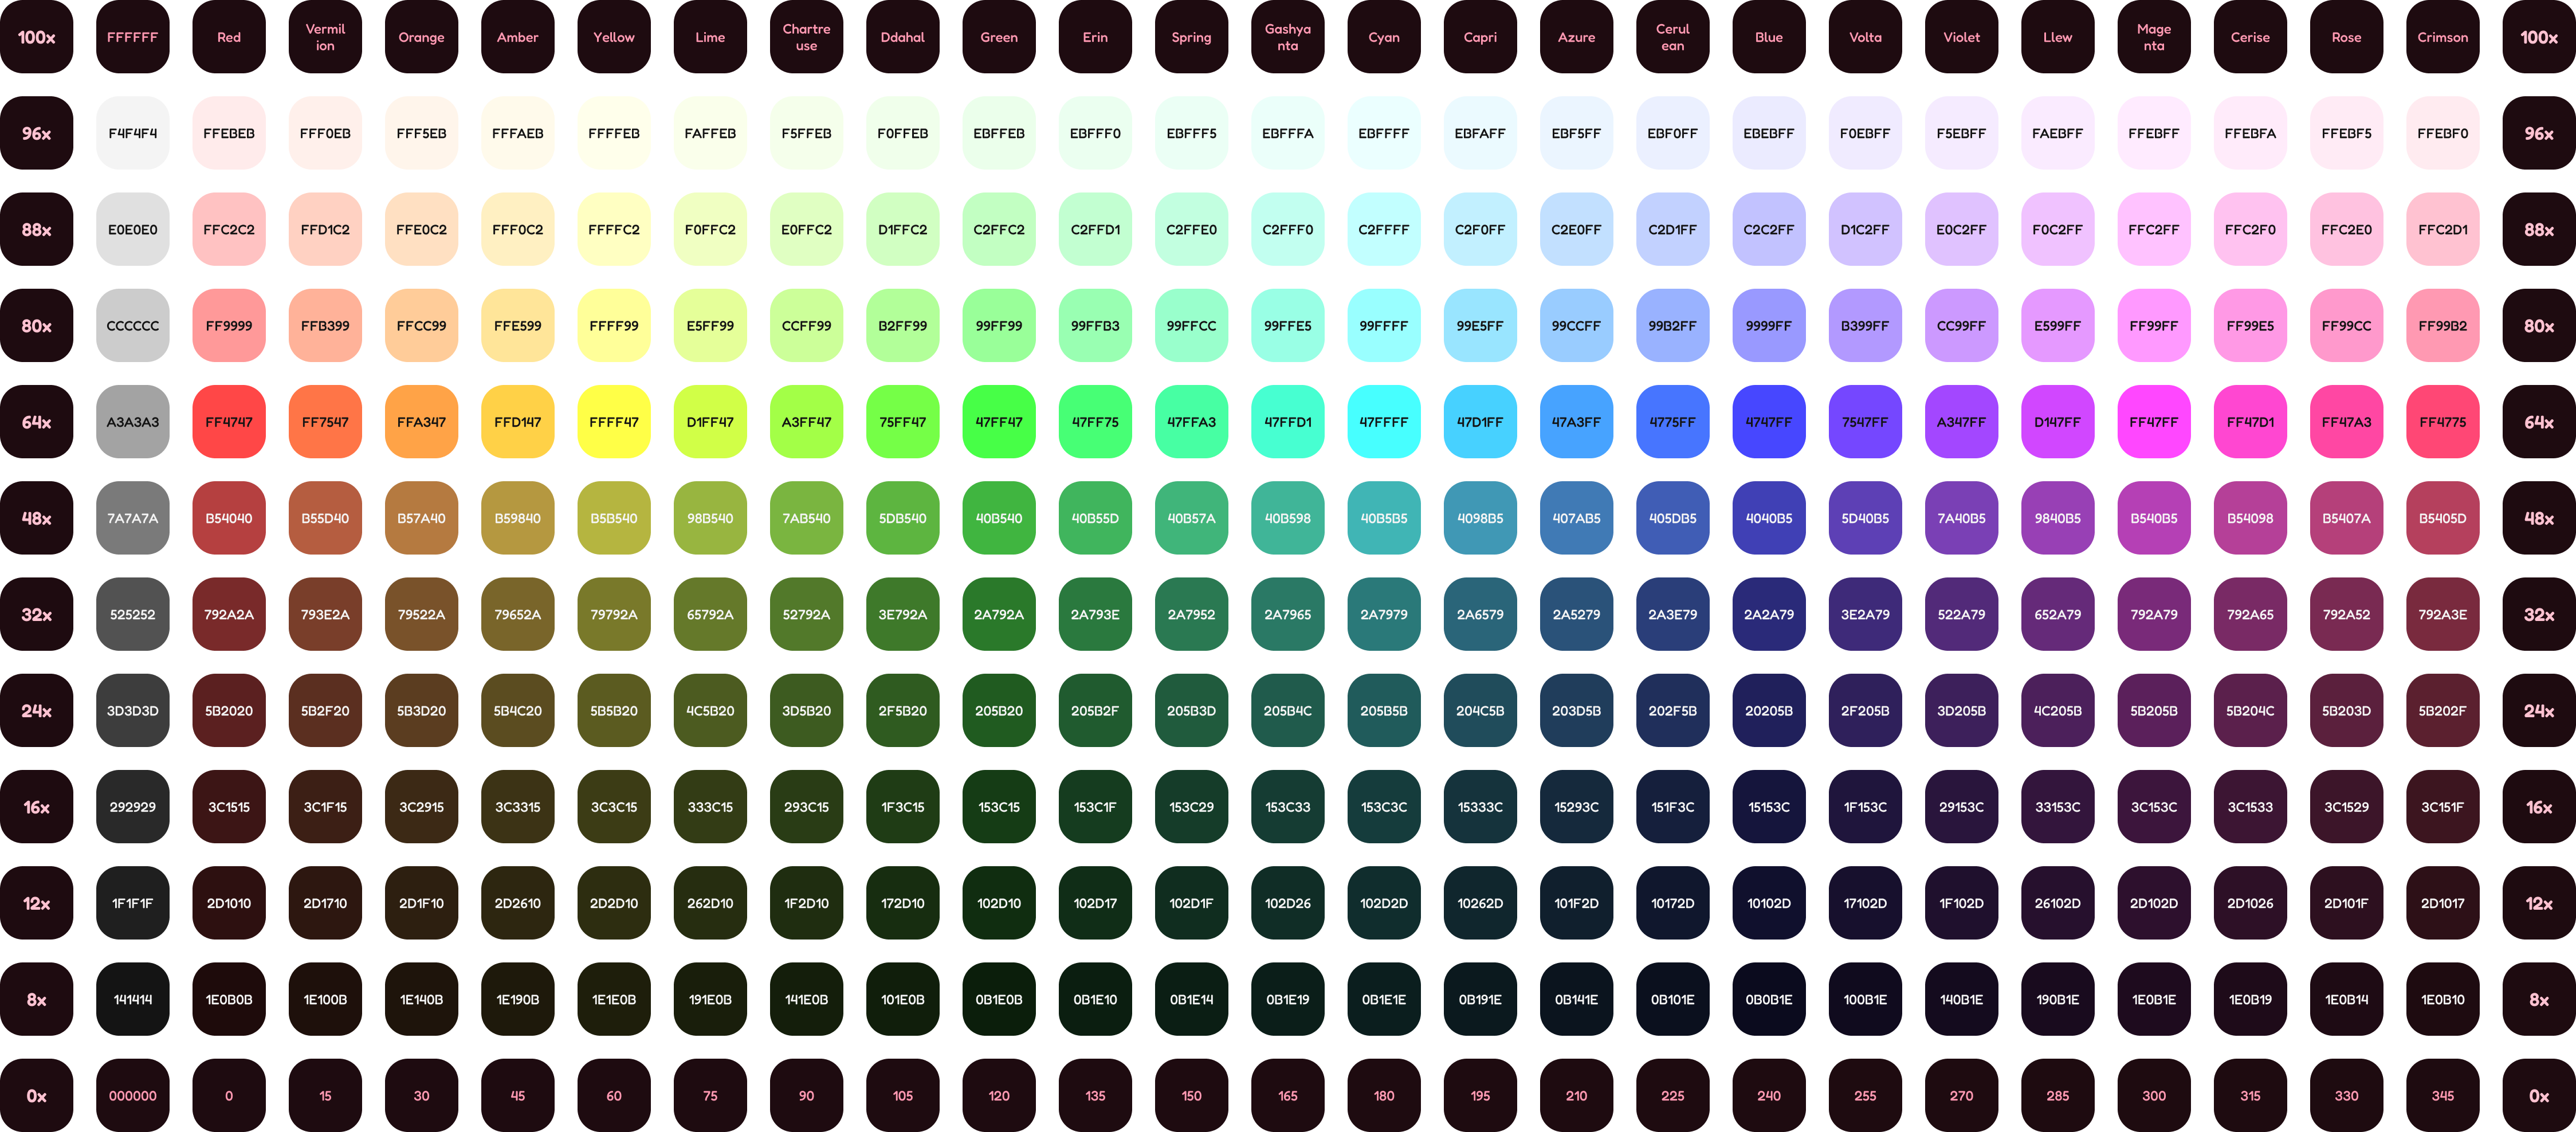 100x FFFFFF Red Vermil
ion Orange Amber Yellow Lime Chartre
use Ddahal Green Erin Spring Gashya
nta Cyan Capri Azure Cerul
ean Blue Volta Violet Llew Mage
nta Cerise Rose Crimson 100x
96x F4F4F4 FFEBEB FFF0EB FFF5EB FFFAEB FFFFEB FAFFEB F5FFEB F0FFEB EBFFEB EBFFF0 EBFFF5 EBFFFA EBFFFF EBFAFF EBF5FF EBF0FF EBEBFF F0EBFF F5EBFF FAEBFF FFEBFF FFEBFA FFEBF5 FFEBF0 96x
88x E0E0E0 FFC2C2 FFD1C2 FFE0C2 FFF0C2 FFFFC2 F0FFC2 E0FFC2 D1FFC2 C2FFC2 C2FFD1 C2FFE0 C2FFF0 C2FFFF C2F0FF C2E0FF C2D1FF C2C2FF D1C2FF E0C2FF F0C2FF FFC2FF FFC2F0 FFC2E0 FFC2D1 88x
80x CCCCCC FF9999 FFB399 FFCC99 FFE599 FFFF99 E5FF99 CCFF99 B2FF99 99FF99 99FFB3 99FFCC 99FFE5 99FFFF 99E5FF 99CCFF 99B2FF 9999FF B399FF CC99FF E599FF FF99FF FF99E5 FF99CC FF99B2 80x
64x A3A3A3 FF4747 FF7547 FFA347 FFD147 FFFF47 D1FF47 A3FF47 75FF47 47FF47 47FF75 47FFA3 47FFD1 47FFFF 47D1FF 47A3FF 4775FF 4747FF 7547FF A347FF D147FF FF47FF FF47D1 FF47A3 FF4775 64x
48x 7A7A7A B54040 B55D40 B57A40 B59840 B5B540 98B540 7AB540 5DB540 40B540 40B55D 40B57A 40B598 40B5B5 4098B5 407AB5 405DB5 4040B5 5D40B5 7A40B5 9840B5 B540B5 B54098 B5407A B5405D 48x
32x 525252 792A2A 793E2A 79522A 79652A 79792A 65792A 52792A 3E792A 2A792A 2A793E 2A7952 2A7965 2A7979 2A6579 2A5279 2A3E79 2A2A79 3E2A79 522A79 652A79 792A79 792A65 792A52 792A3E 32x
24x 3D3D3D 5B2020 5B2F20 5B3D20 5B4C20 5B5B20 4C5B20 3D5B20 2F5B20 205B20 205B2F 205B3D 205B4C 205B5B 204C5B 203D5B 202F5B 20205B 2F205B 3D205B 4C205B 5B205B 5B204C 5B203D 5B202F 24x
16x 292929 3C1515 3C1F15 3C2915 3C3315 3C3C15 333C15 293C15 1F3C15 153C15 153C1F 153C29 153C33 153C3C 15333C 15293C 151F3C 15153C 1F153C 29153C 33153C 3C153C 3C1533 3C1529 3C151F 16x
12x 1F1F1F 2D1010 2D1710 2D1F10 2D2610 2D2D10 262D10 1F2D10 172D10 102D10 102D17 102D1F 102D26 102D2D 10262D 101F2D 10172D 10102D 17102D 1F102D 26102D 2D102D 2D1026 2D101F 2D1017 12x
8x 141414 1E0B0B 1E100B 1E140B 1E190B 1E1E0B 191E0B 141E0B 101E0B 0B1E0B 0B1E10 0B1E14 0B1E19 0B1E1E 0B191E 0B141E 0B101E 0B0B1E 100B1E 140B1E 190B1E 1E0B1E 1E0B19 1E0B14 1E0B10 8x
0x 000000 0 15 30 45 60 75 90 105 120 135 150 165 180 195 210 225 240 255 270 285 300 315 330 345 0x